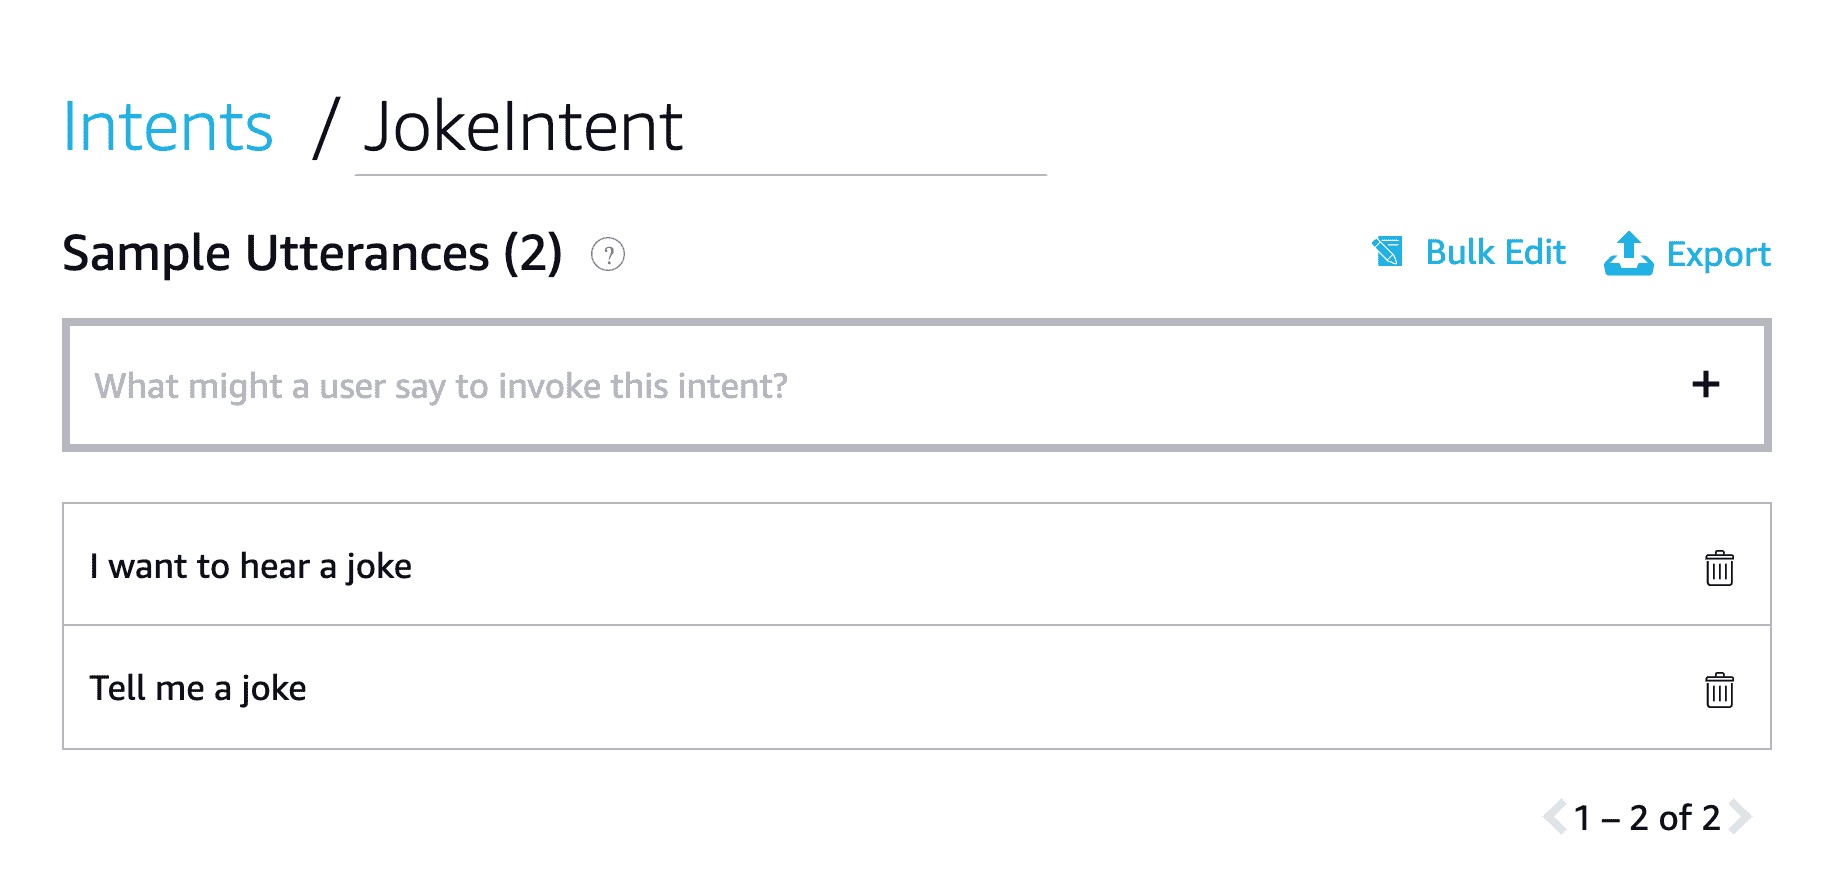 Intents / JokeIntent
Sample Utterances (2) ? Bulk Edit Export
What might a user say to invoke this intent? +
I want to hear a joke
Tell me a joke
1 – 2 of 2